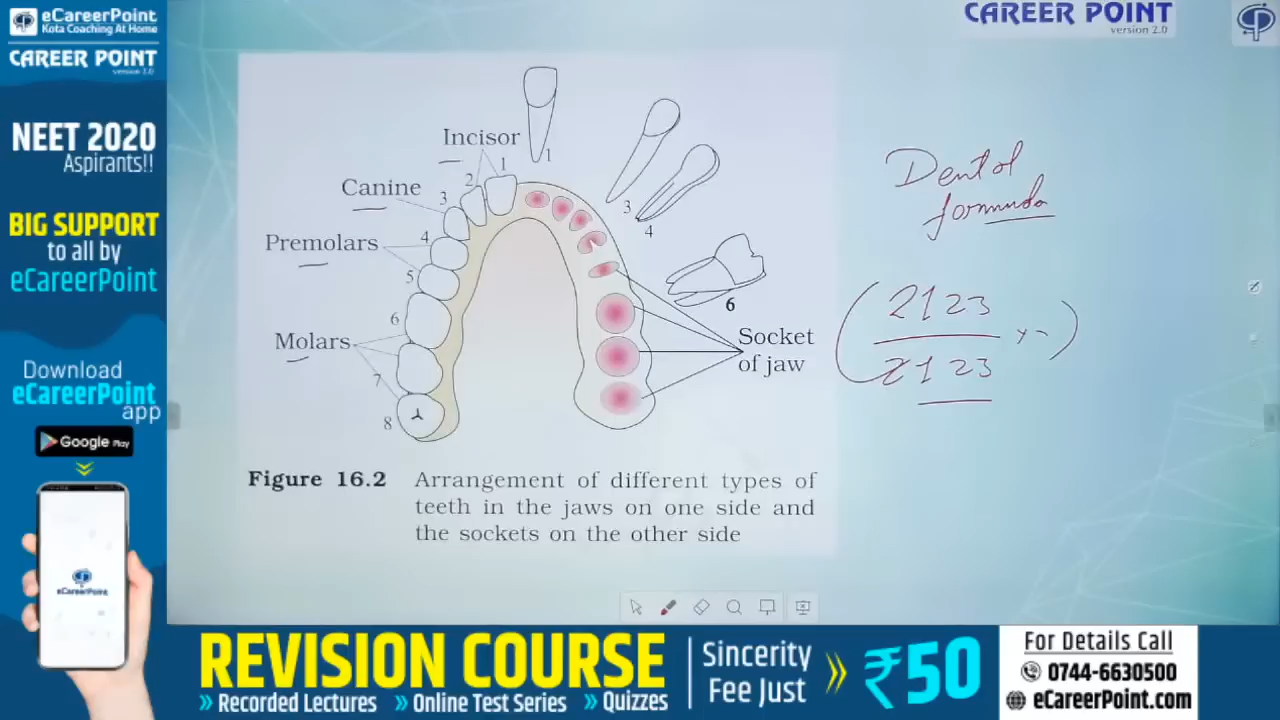 eCareerPoint
Kota Coaching At Home
CAREER POINT
version 2.0
NEET 2020
Aspirants!!
BIG SUPPORT
to all by
eCareerPoint
Download
eCareerPoint
app
Google Play
eCareerPoint
CAREER POINT
version 2.0
Incisor
1
2
Canine
3
Premolars
4
5
Molars
6
7
8
1
3
4
6
Socket
of jaw
Figure 16.2 Arrangement of different types of
teeth in the jaws on one side and
the sockets on the other side
Dental
formula
2123
2123
REVISION COURSE
» Recorded Lectures » Online Test Series » Quizzes
Sincerity
Fee Just
» ₹50
For Details Call
0744-6630500
eCareerPoint.com